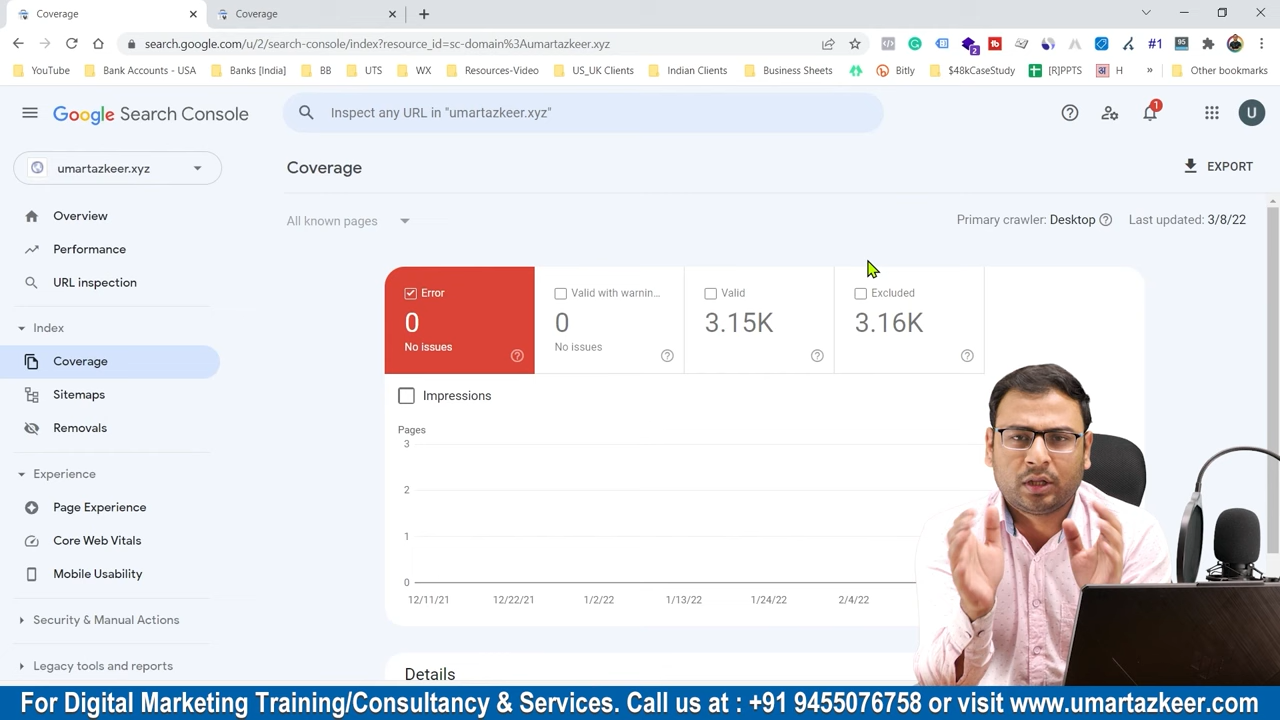 Coverage
Coverage
search.google.com/u/2/search-console/index?resource_id=sc-domain%3Aumartazkeer.xyz
#1
95
2
YouTube
Bank Accounts - USA
Banks [India]
BR
UTS
WX
Resources-Video
US_UK Clients
Indian Clients
Business Sheets
Bitly
$48kCaseStudy
[R]PPTS
H
»
Other bookmarks
Google Search Console
Inspect any URL in "umartazkeer.xyz"
1
U
umartazkeer.xyz
Coverage
EXPORT
Overview
Performance
URL inspection
Index
Coverage
Sitemaps
Removals
Experience
Page Experience
Core Web Vitals
Mobile Usability
Security & Manual Actions
Legacy tools and reports
All known pages
Primary crawler: Desktop
Last updated: 3/8/22
Error
0
No issues
Valid with warnin...
0
No issues
Valid
3.15K
Excluded
3.16K
Impressions
Pages
3
2
1
0
12/11/21
12/22/21
1/2/22
1/13/22
1/24/22
2/4/22
Details
For Digital Marketing Training/Consultancy & Services. Call us at : +91 9455076758 or visit www.umartazkeer.com